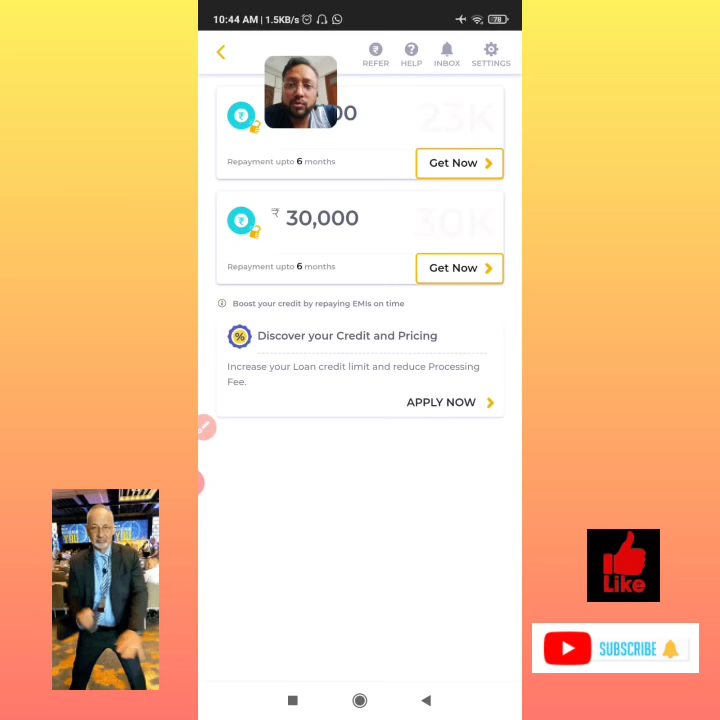 10:44 AM | 1.5KB/s
78
REFER
HELP
INBOX
SETTINGS
23K
Repayment upto 6 months
Get Now
₹ 30,000
30K
Repayment upto 6 months
Get Now
Boost your credit by repaying EMIs on time
% Discover your Credit and Pricing
Increase your Loan credit limit and reduce Processing
Fee.
APPLY NOW
YOU
Like
SUBSCRIBE